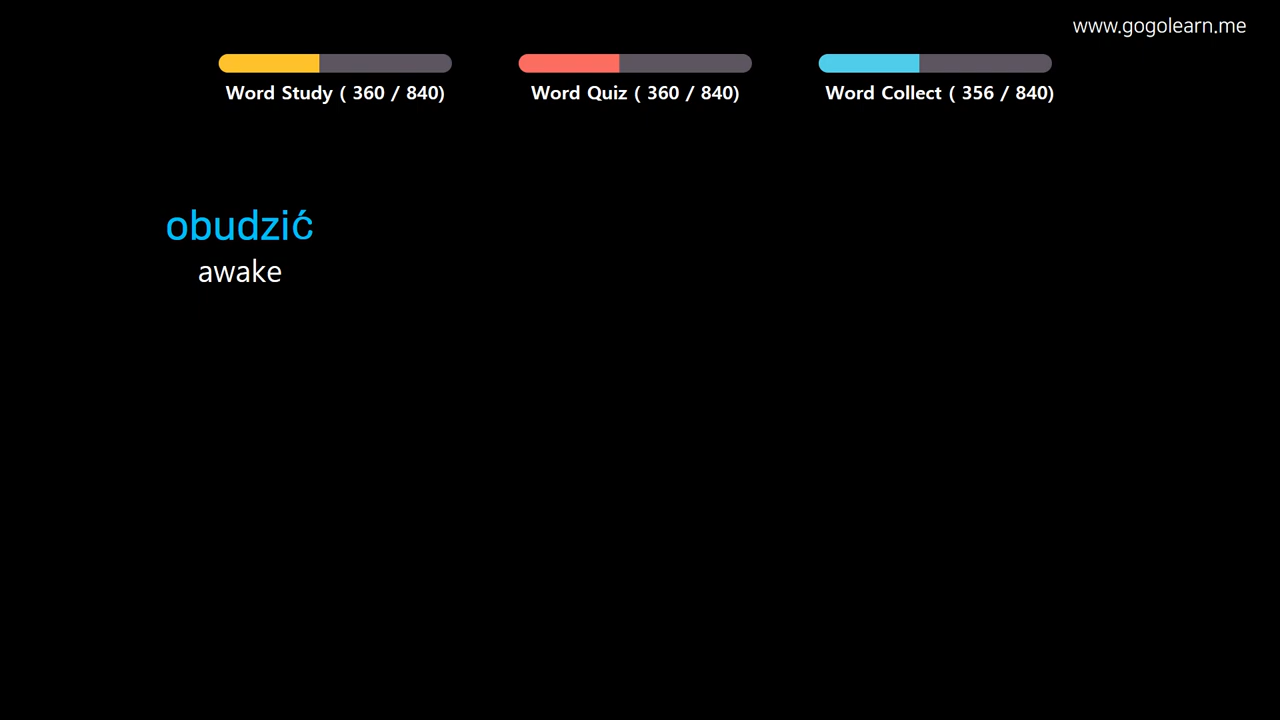 www.gogolearn.me
Word Study ( 360 / 840)
Word Quiz ( 360 / 840)
Word Collect ( 356 / 840)
obudzić
awake